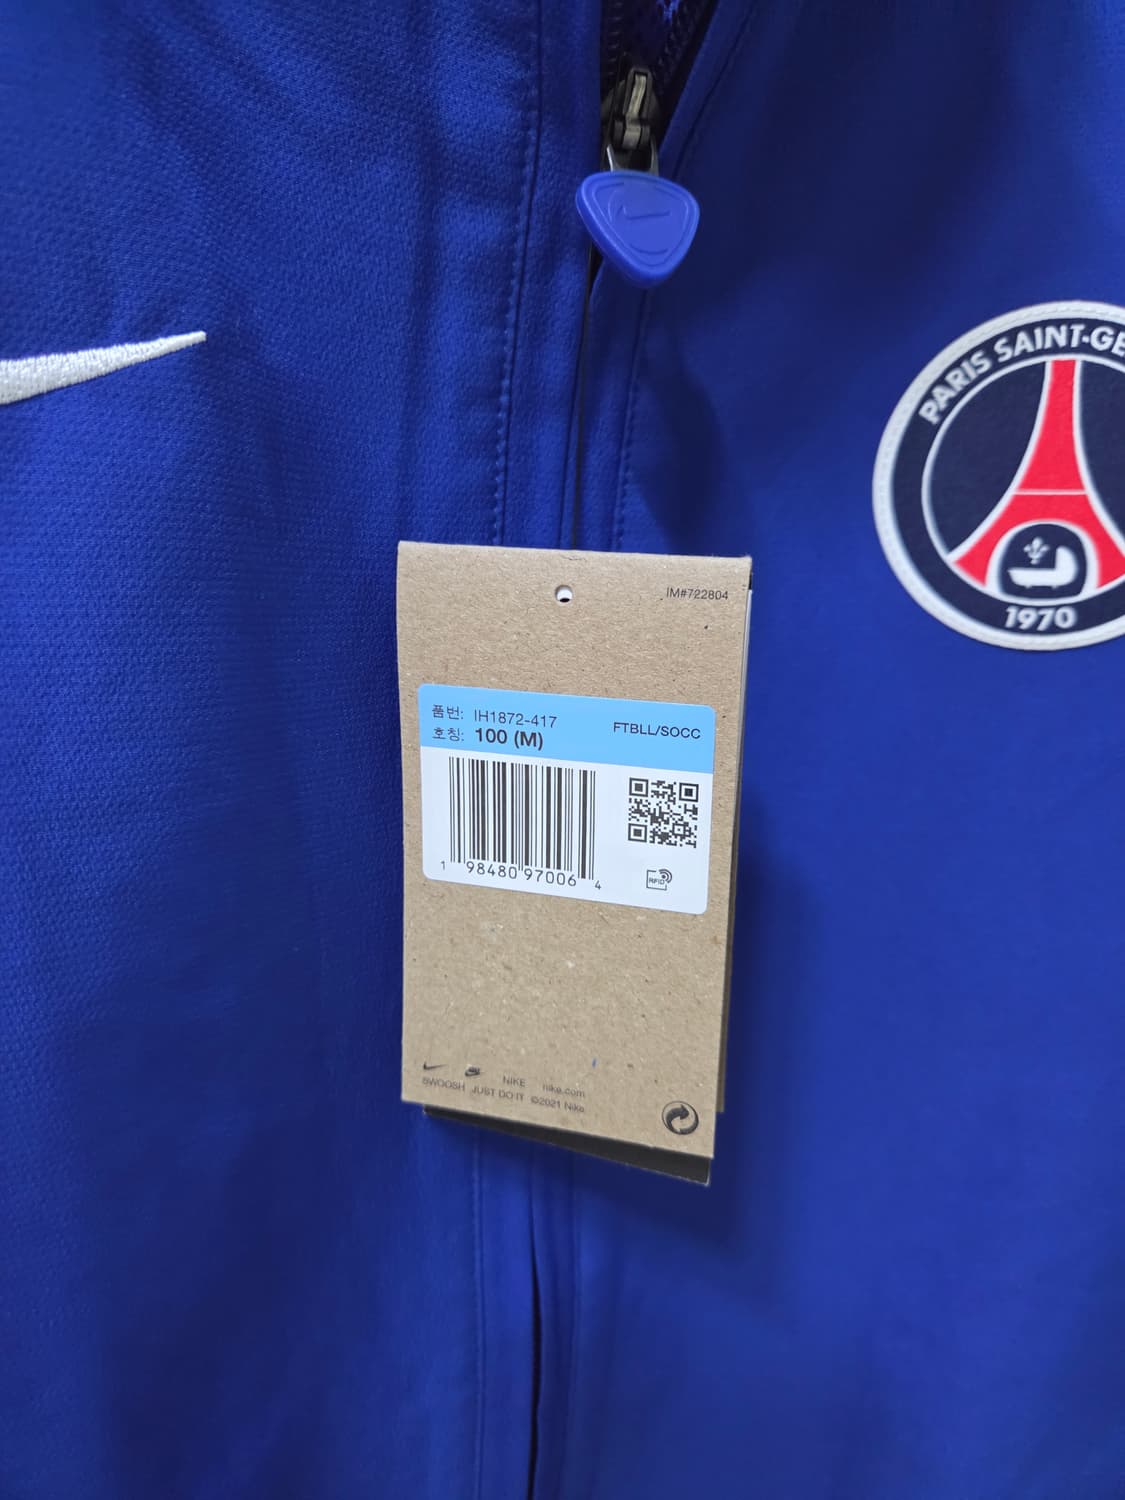 PARIS SAINT-GE
1970
IM#722804
품번: IH1872-417
호칭: 100 (M)
FTBLL/SOCC
1 98480 97006 4
RFID
NIKE nike.com
SWOOSH JUST DO IT ©2021 Nike